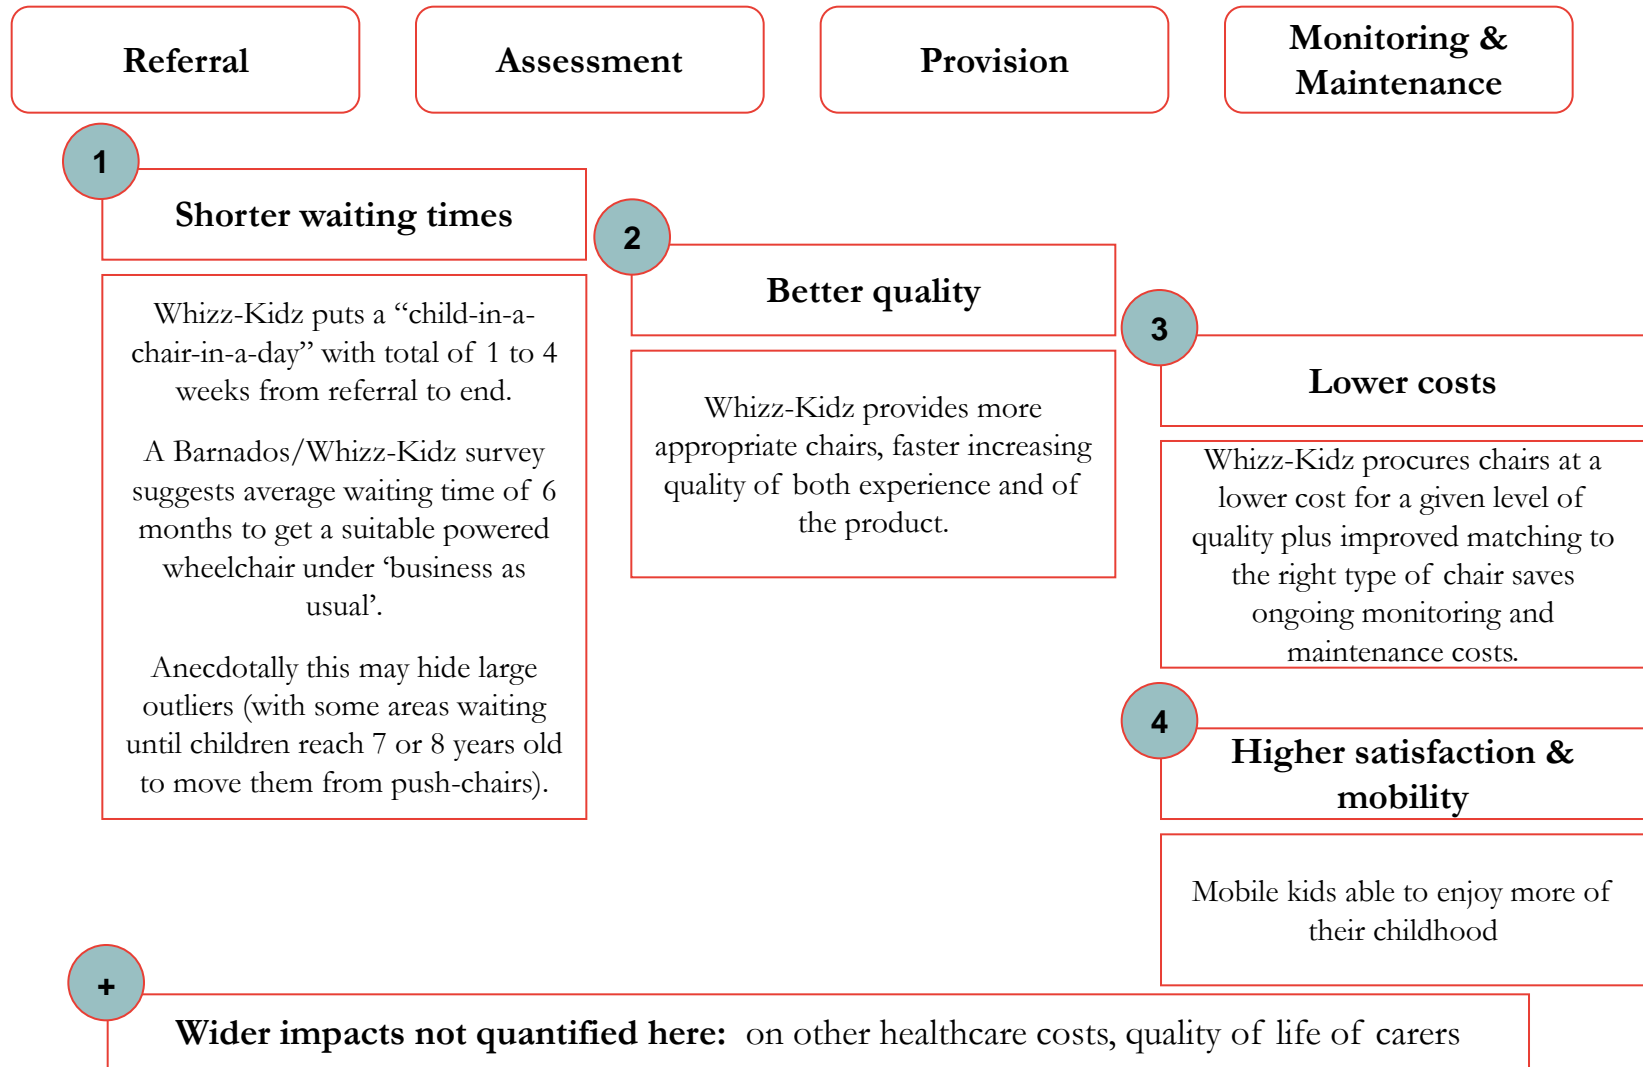 Referral
Assessment
Provision
Monitoring &
Maintenance
1
Shorter waiting times
Whizz-Kidz puts a “child-in-a-
chair-in-a-day” with total of 1 to 4
weeks from referral to end.
A Barnados/Whizz-Kidz survey
suggests average waiting time of 6
months to get a suitable powered
wheelchair under ‘business as
usual’.
Anecdotally this may hide large
outliers (with some areas waiting
until children reach 7 or 8 years old
to move them from push-chairs).
2
Better quality
Whizz-Kidz provides more
appropriate chairs, faster increasing
quality of both experience and of
the product.
3
Lower costs
Whizz-Kidz procures chairs at a
lower cost for a given level of
quality plus improved matching to
the right type of chair saves
ongoing monitoring and
maintenance costs.
4
Higher satisfaction &
mobility
Mobile kids able to enjoy more of
their childhood
+
Wider impacts not quantified here: on other healthcare costs, quality of life of carers